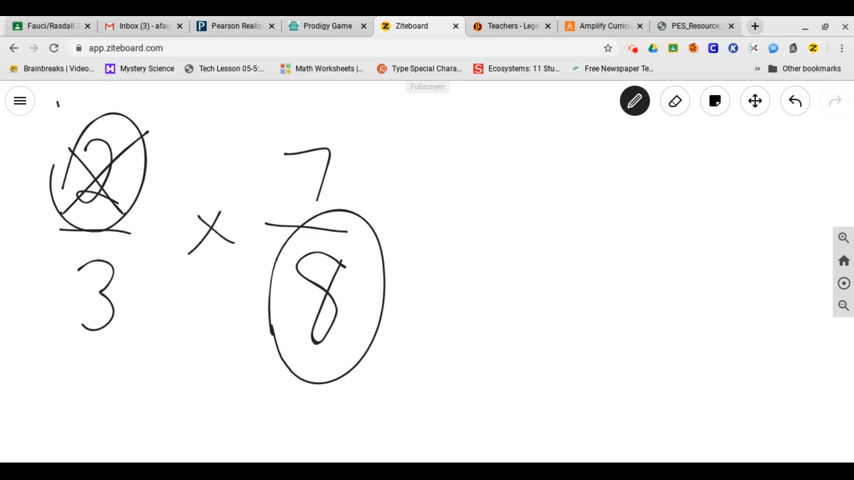 Fauci/Rasdall 2
Inbox (3) - afau
Pearson Realiz
Prodigy Game
Ziteboard
Teachers - Lege
Amplify Curricu
PES_Resource_
app.ziteboard.com
Brainbreaks | Video...
Mystery Science
Tech Lesson 05-5:...
Math Worksheets|...
Type Special Chara...
Ecosystems: 11 Stu...
Free Newspaper Te...
»
Other bookmarks
Fullscreen
2 7
×
3 8